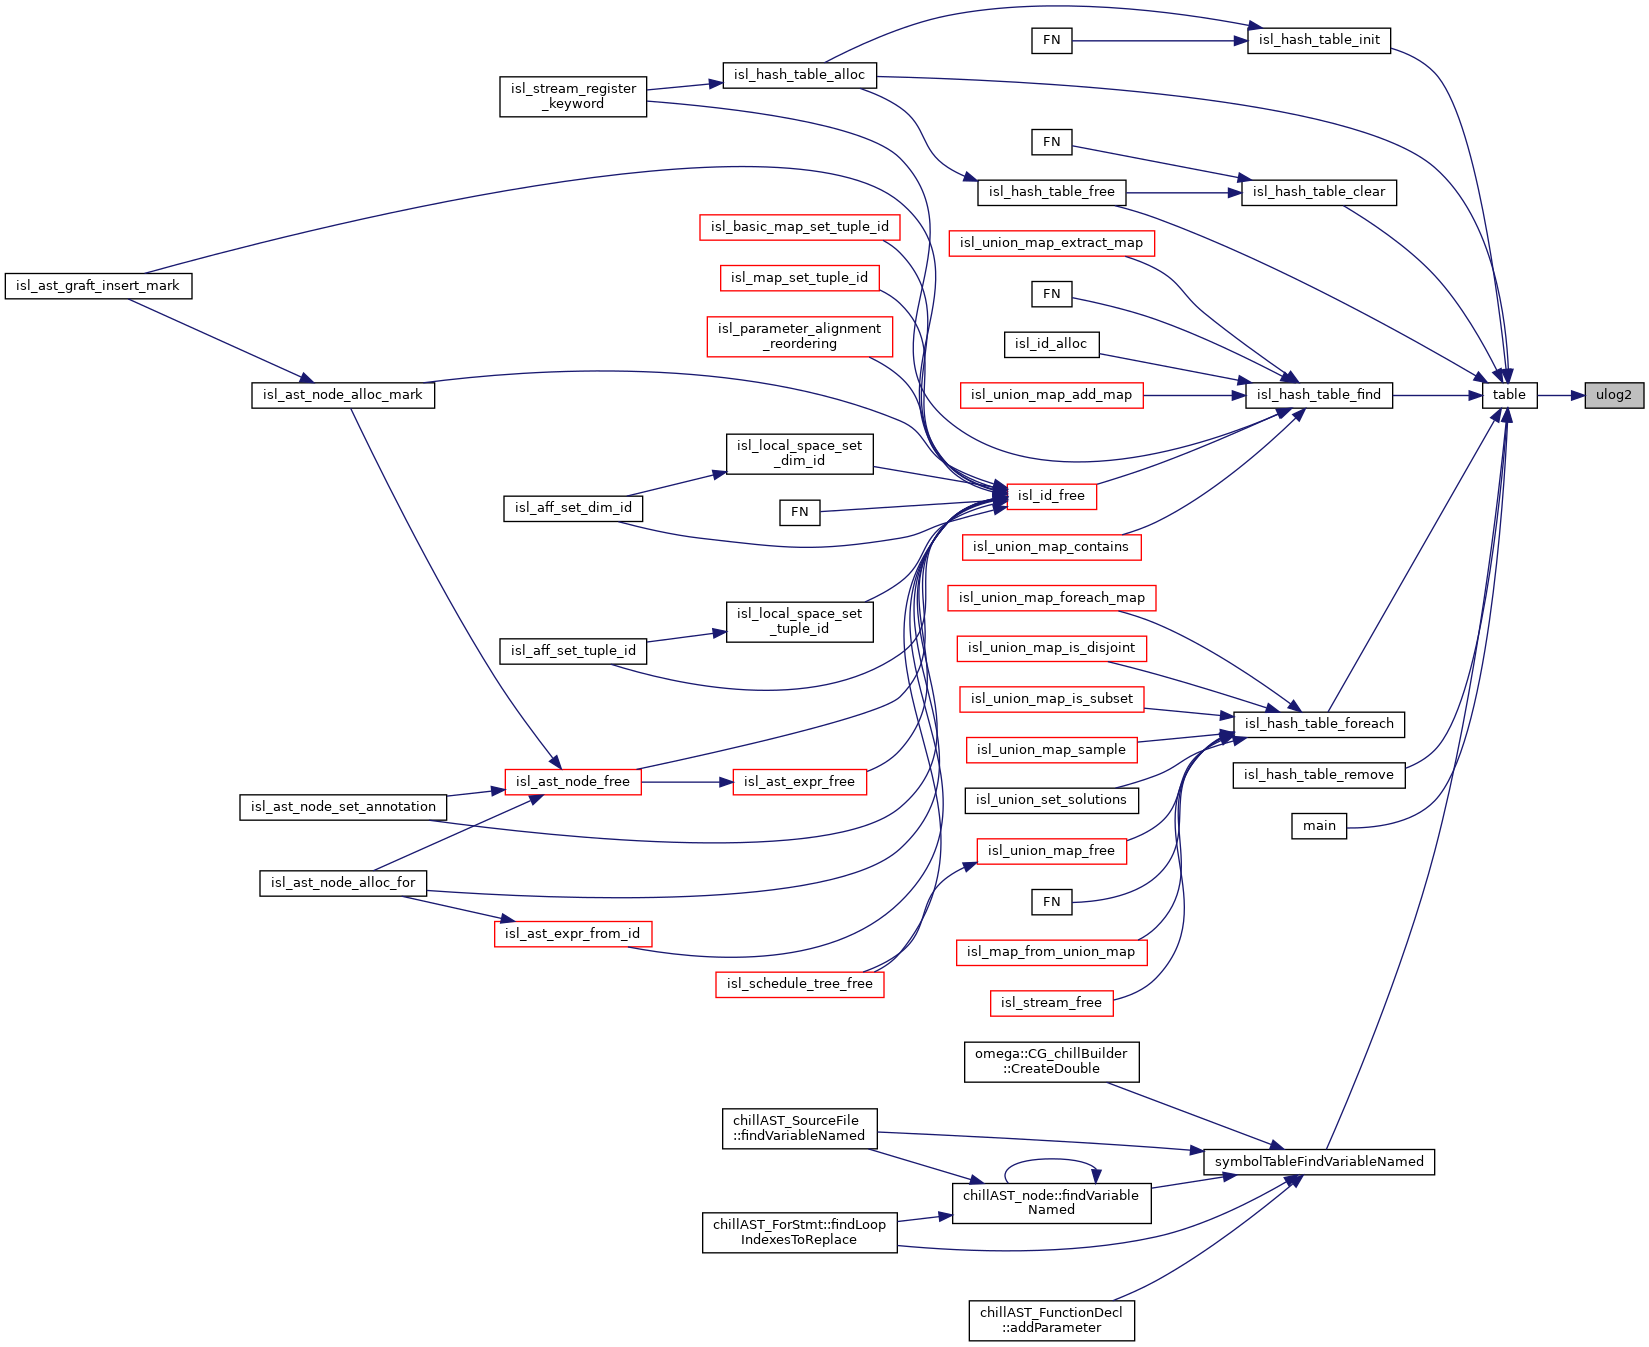 FN
isl_hash_table_init
isl_hash_table_alloc
isl_stream_register
_keyword
FN
isl_hash_table_free
isl_hash_table_clear
isl_basic_map_set_tuple_id
isl_union_map_extract_map
isl_map_set_tuple_id
isl_ast_graft_insert_mark
FN
isl_parameter_alignment
_reordering
isl_id_alloc
isl_ast_node_alloc_mark
isl_union_map_add_map
isl_hash_table_find
table
ulog2
isl_local_space_set
_dim_id
isl_id_free
isl_aff_set_dim_id
FN
isl_union_map_contains
isl_union_map_foreach_map
isl_local_space_set
_tuple_id
isl_aff_set_tuple_id
isl_union_map_is_disjoint
isl_union_map_is_subset
isl_hash_table_foreach
isl_union_map_sample
isl_hash_table_remove
isl_ast_node_free
isl_ast_expr_free
isl_ast_node_set_annotation
isl_union_set_solutions
main
isl_union_map_free
isl_ast_node_alloc_for
FN
isl_ast_expr_from_id
isl_map_from_union_map
isl_schedule_tree_free
isl_stream_free
omega::CG_chillBuilder
::CreateDouble
chillAST_SourceFile
::findVariableNamed
symbolTableFindVariableNamed
chillAST_node::findVariable
Named
chillAST_ForStmt::findLoop
IndexesToReplace
chillAST_FunctionDecl
::addParameter